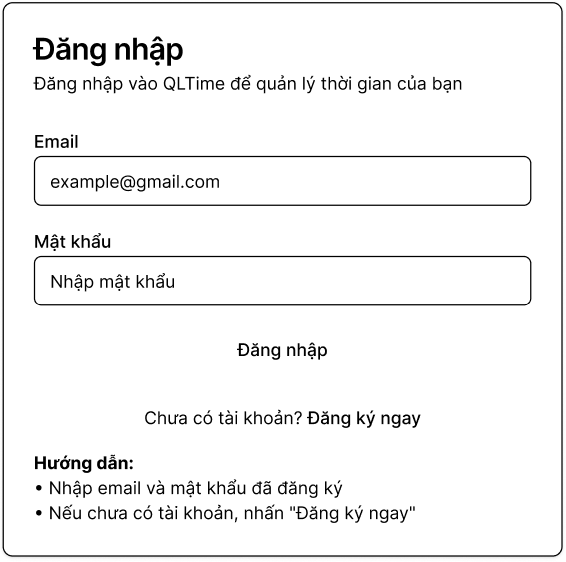 Đăng nhập
Đăng nhập vào QLTime để quản lý thời gian của bạn
Email
example@gmail.com
Mật khẩu
Nhập mật khẩu
Đăng nhập
Chưa có tài khoản? Đăng ký ngay
Hướng dẫn:
• Nhập email và mật khẩu đã đăng ký
• Nếu chưa có tài khoản, nhấn "Đăng ký ngay"